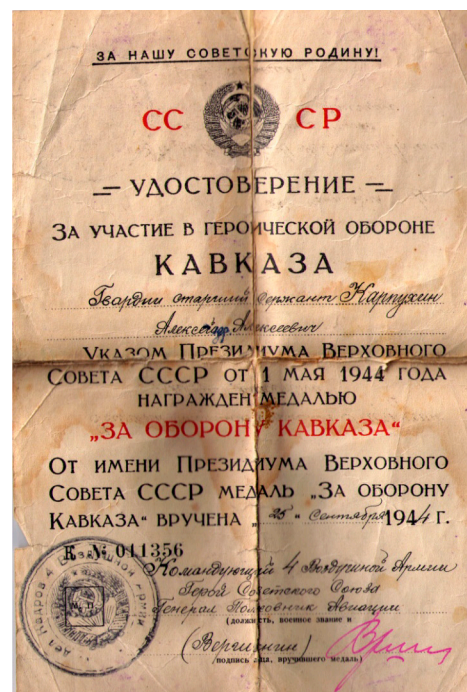 ЗА НАШУ СОВЕТСКУЮ РОДИНУ!
СС СР
УДОСТОВЕРЕНИЕ
ЗА УЧАСТИЕ В ГЕРОИЧЕСКОЙ ОБОРОНЕ
КАВКАЗА
Гвардии старший сержант Карпухин
Александр Алексеевич
УКАЗОМ ПРЕЗИДИУМА ВЕРХОВНОГО
СОВЕТА СССР ОТ 1 МАЯ 1944 ГОДА
НАГРАЖДЕН МЕДАЛЬЮ
„ЗА ОБОРОНУ КАВКАЗА“
ОТ ИМЕНИ ПРЕЗИДИУМА ВЕРХОВНОГО
СОВЕТА СССР МЕДАЛЬ „ЗА ОБОРОНУ
КАВКАЗА“ ВРУЧЕНА „25“ сентября 1944 г.
Е № 011356
Командующий 4 Воздушной Армии
Герой Советского Союза
Генерал Полковник Авиации
(должность, военное звание и
(Вершинин)
подпись лица, вручившего медаль)